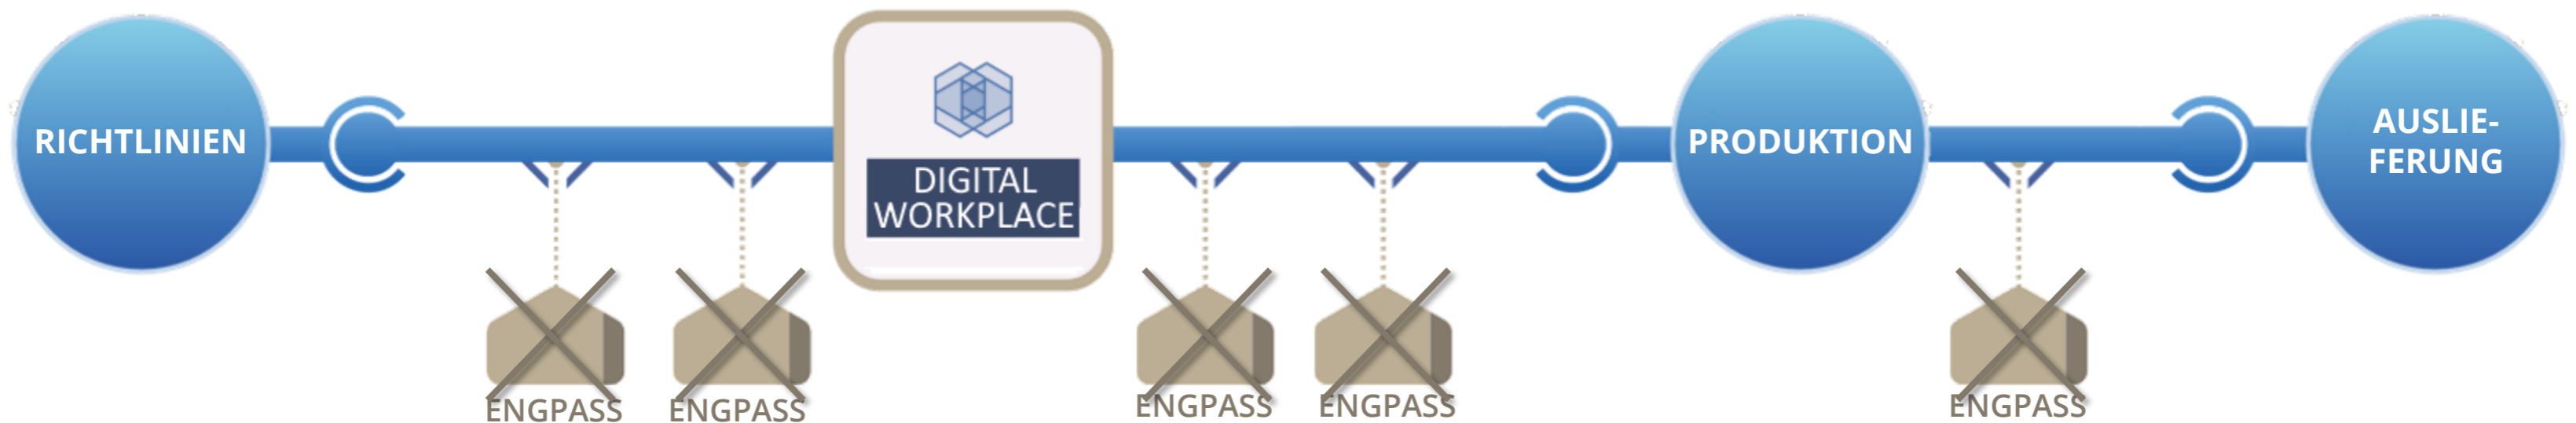 RICHTLINIEN
DIGITAL
WORKPLACE
PRODUKTION
AUSLIE-
FERUNG
ENGPASS
ENGPASS
ENGPASS
ENGPASS
ENGPASS